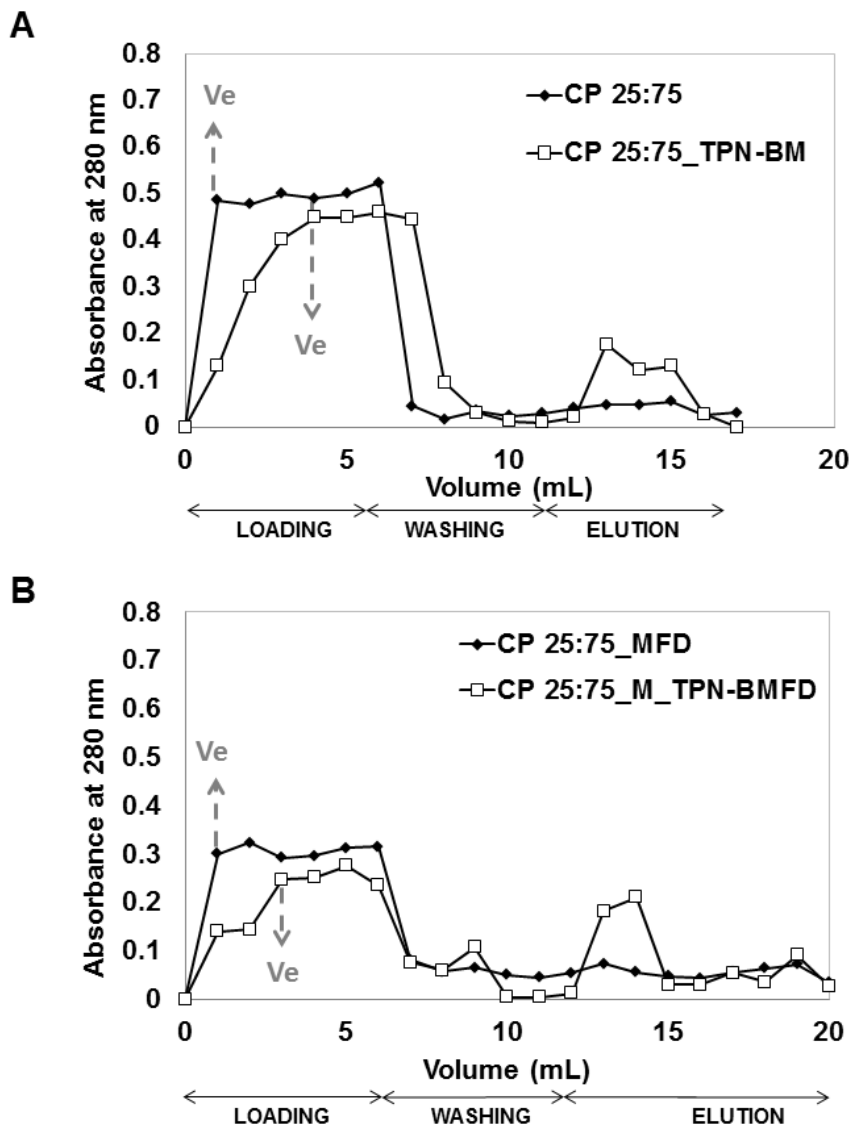 A
Absorbance at 280 nm
0.8
0.7
0.6
0.5
0.4
0.3
0.2
0.1
0
Ve
Ve
CP 25:75
CP 25:75_TPN-BM
0 5 10 15 20
Volume (mL)
LOADING WASHING ELUTION
B
Absorbance at 280 nm
0.8
0.7
0.6
0.5
0.4
0.3
0.2
0.1
0
Ve
Ve
CP 25:75_MFD
CP 25:75_M_TPN-BMFD
0 5 10 15 20
Volume (mL)
LOADING WASHING ELUTION